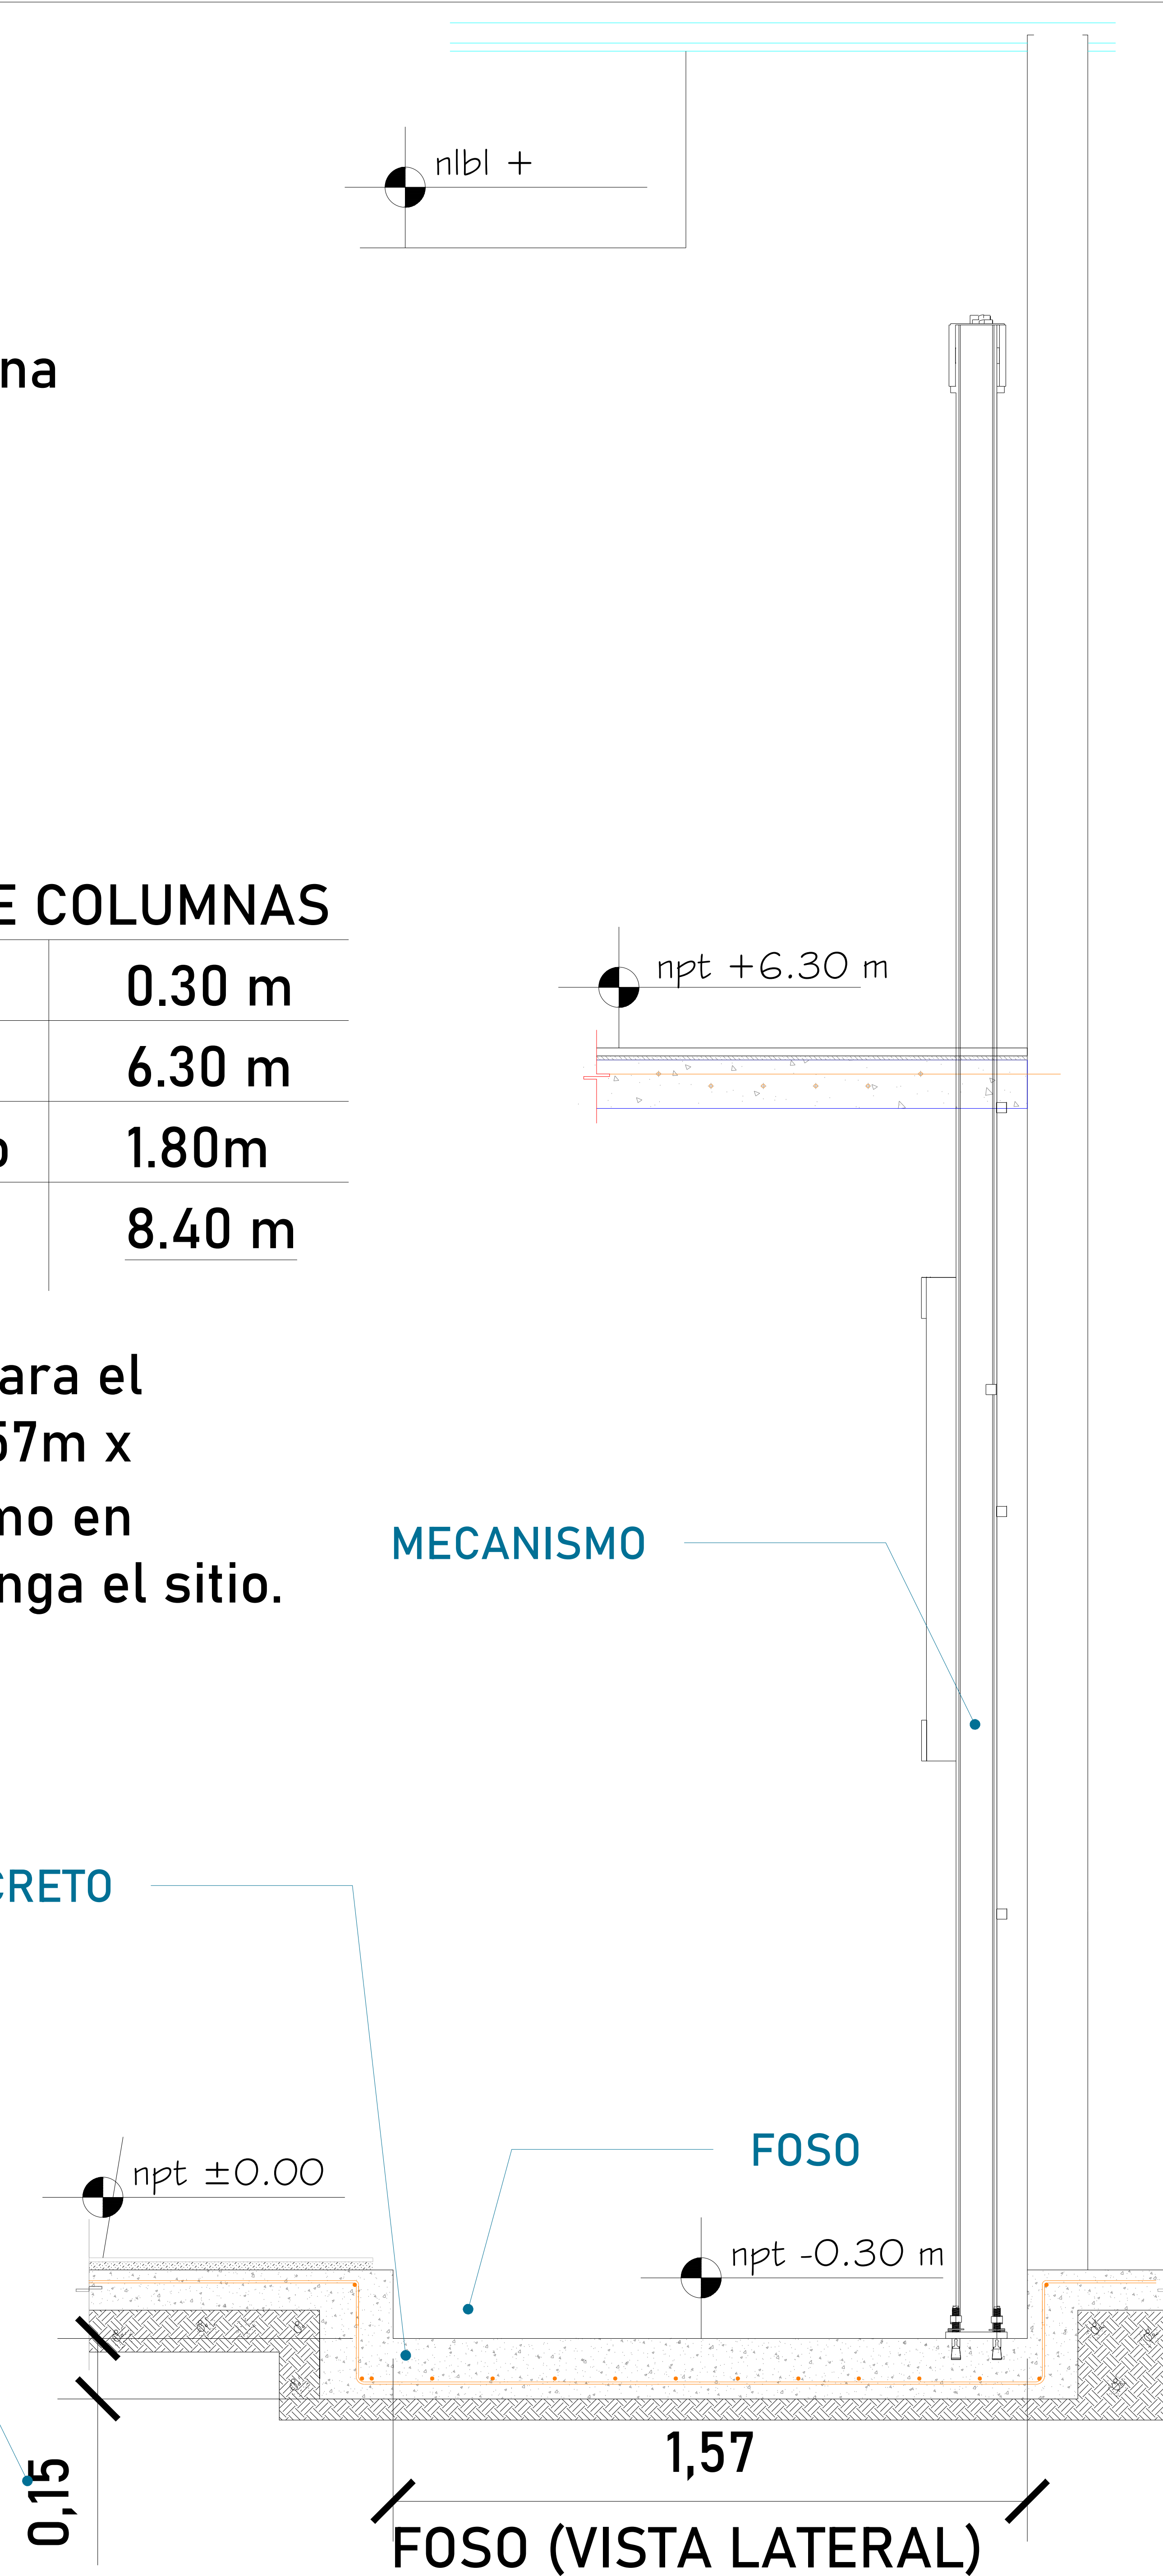 nlbl +
na
E COLUMNAS
0.30 m
npt +6.30 m
6.30 m
o 1.80m
8.40 m
ara el
57m x
mo en
nga el sitio.
MECANISMO
CRETO
FOSO
npt ±0.00
npt -0.30 m
0,15
1,57
FOSO (VISTA LATERAL)